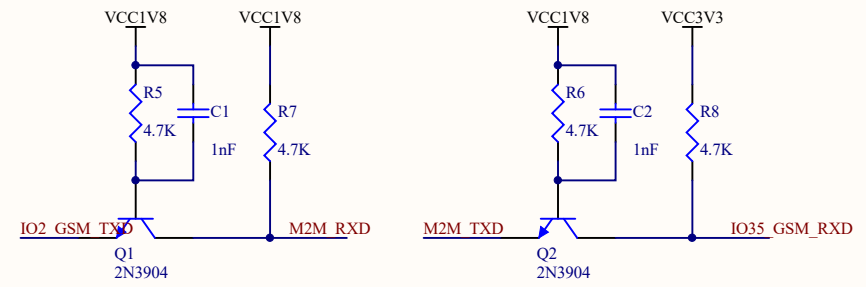 VCC1V8
VCC1V8
R5
4.7K
C1
1nF
R7
4.7K
IO2_GSM_TXD
M2M_RXD
Q1
2N3904
VCC1V8
VCC3V3
R6
4.7K
C2
1nF
R8
4.7K
M2M_TXD
IO35_GSM_RXD
Q2
2N3904